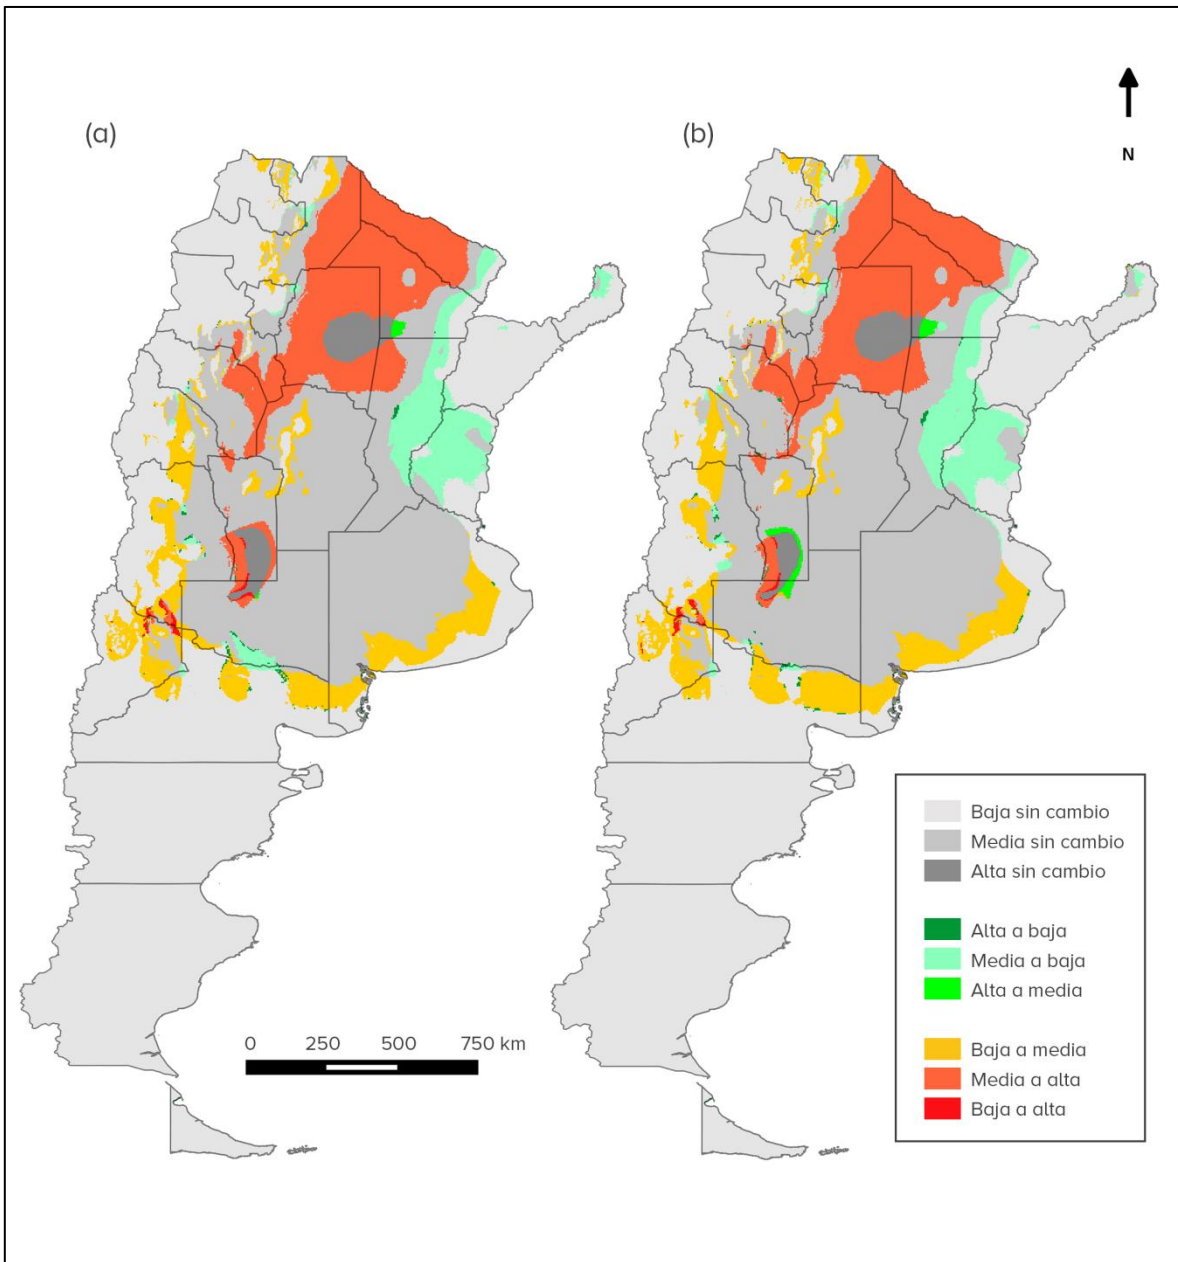 (a)
(b)
N
Baja sin cambio
Media sin cambio
Alta sin cambio
Alta a baja
Media a baja
Alta a media
Baja a media
Media a alta
Baja a alta
0 250 500 750 km